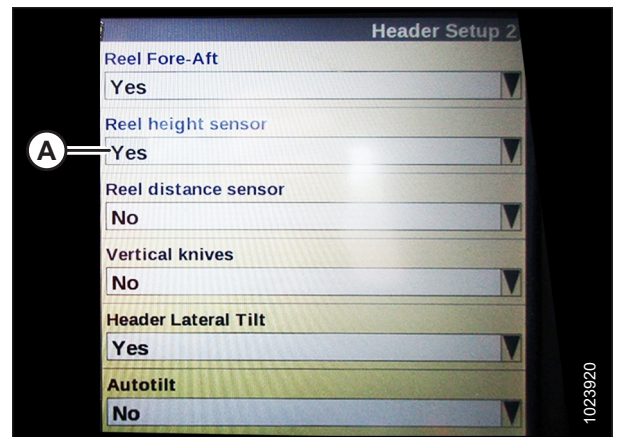 Header Setup 2
Reel Fore-Aft
Yes
Reel height sensor
A
Yes
Reel distance sensor
No
Vertical knives
No
Header Lateral Tilt
Yes
Autotilt
No
1023920